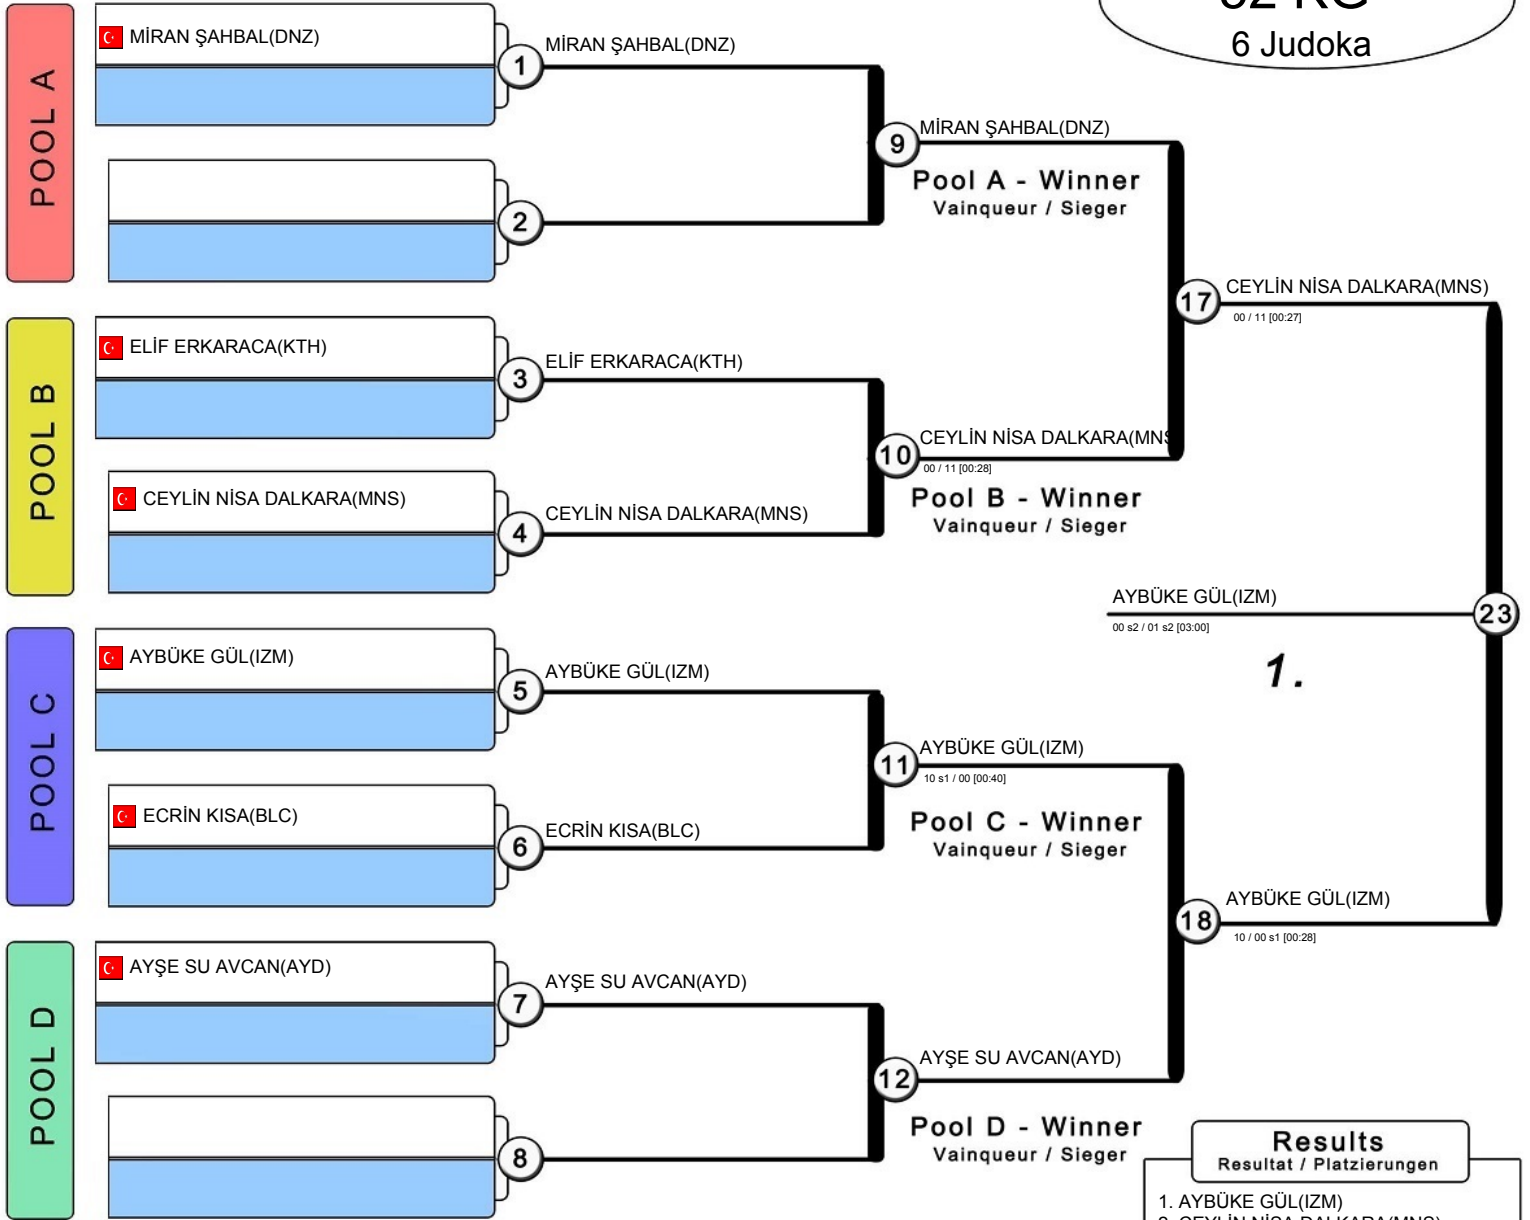 KG
6 Judoka
POOL A
MİRAN ŞAHBAL(DNZ)
1
MİRAN ŞAHBAL(DNZ)
2
9
MİRAN ŞAHBAL(DNZ)
Pool A - Winner
Vainqueur / Sieger
POOL B
ELİF ERKARACA(KTH)
3
ELİF ERKARACA(KTH)
CEYLİN NİSA DALKARA(MNS)
4
CEYLİN NİSA DALKARA(MNS)
10
CEYLİN NİSA DALKARA(MNS
00 / 11 [00:28]
Pool B - Winner
Vainqueur / Sieger
17
CEYLİN NİSA DALKARA(MNS)
00 / 11 [00:27]
POOL C
AYBÜKE GÜL(IZM)
5
AYBÜKE GÜL(IZM)
ECRİN KISA(BLC)
6
ECRİN KISA(BLC)
11
AYBÜKE GÜL(IZM)
10 s1 / 00 [00:40]
Pool C - Winner
Vainqueur / Sieger
POOL D
AYŞE SU AVCAN(AYD)
7
AYŞE SU AVCAN(AYD)
8
12
AYŞE SU AVCAN(AYD)
Pool D - Winner
Vainqueur / Sieger
18
AYBÜKE GÜL(IZM)
10 / 00 s1 [00:28]
AYBÜKE GÜL(IZM)
23
00 s2 / 01 s2 [03:00]
1.
Results
Resultat / Platzierungen
1. AYBÜKE GÜL(IZM)
2. CEYLİN NİSA DALKARA(MNS)